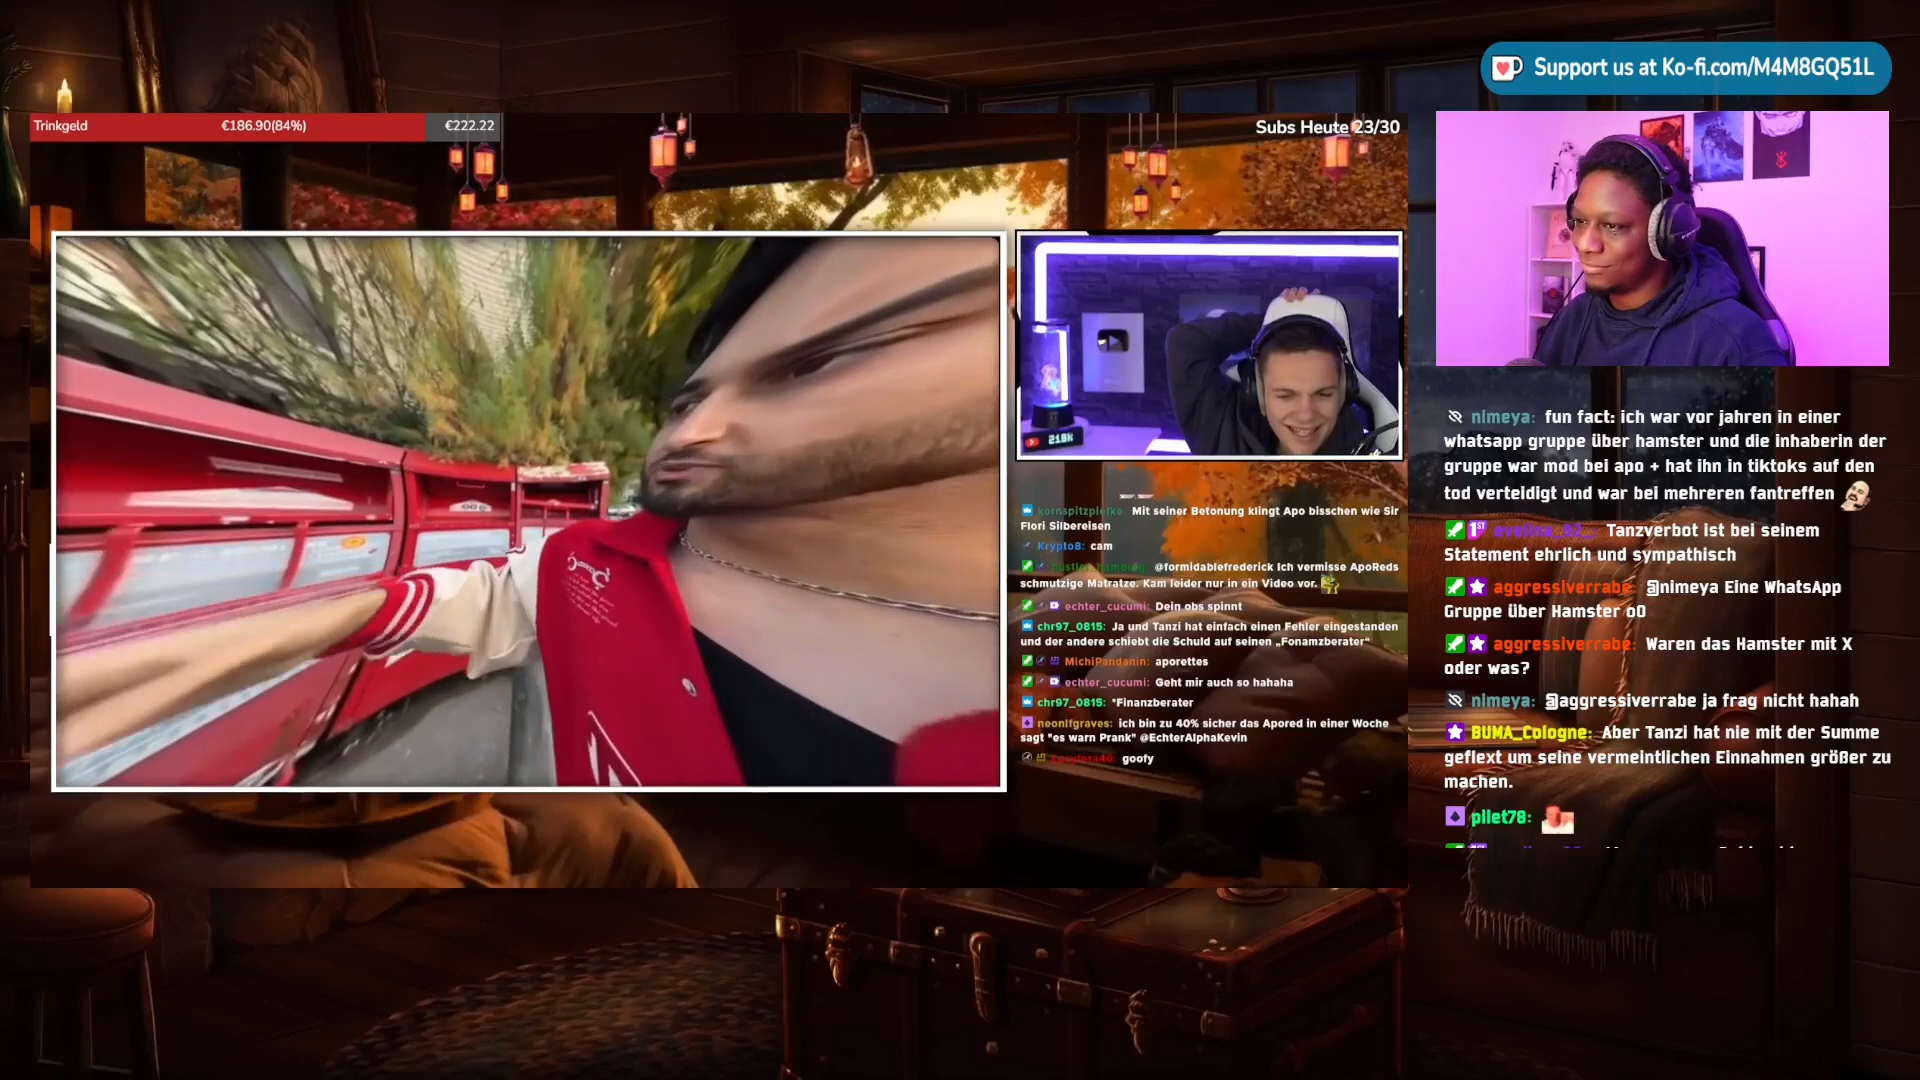 Support us at Ko-fi.com/M4M8GQ51L
Trinkgeld €186.90(84%) €222.22
Subs Heute 23/30
218k
kornspitzpiefke: Mit seiner Betonung klingt Apo bisschen wie Sir
Flori Silbereisen
Krypto8: cam
@formidablefrederick Ich vermisse ApoReds
schmutzige Matratze. Kam leider nur in ein Video vor.
echter_cucumi: Dein obs spinnt
chr97_0815: Ja und Tanzi hat einfach einen Fehler eingestanden
und der andere schiebt die Schuld auf seinen „Fonamzberater“
MichiPandanin: aporettes
echter_cucumi: Geht mir auch so hahaha
chr97_0815: *Finanzberater
neonlfgraves: ich bin zu 40% sicher das Apored in einer Woche
sagt "es warn Prank" @EchterAlphaKevin
goofy
nimeya: fun fact: ich war vor jahren in einer
whatsapp gruppe über hamster und die inhaberin der
gruppe war mod bei apo + hat ihn in tiktoks auf den
tod verteidigt und war bei mehreren fantreffen
1ST Tanzverbot ist bei seinem
Statement ehrlich und sympathisch
aggressiverrabe: @nimeya Eine WhatsApp
Gruppe über Hamster oO
aggressiverrabe: Waren das Hamster mit X
oder was?
nimeya: @aggressiverrabe ja frag nicht hahah
BUMA_Cologne: Aber Tanzi hat nie mit der Summe
geflext um seine vermeintlichen Einnahmen größer zu
machen.
pilet78: